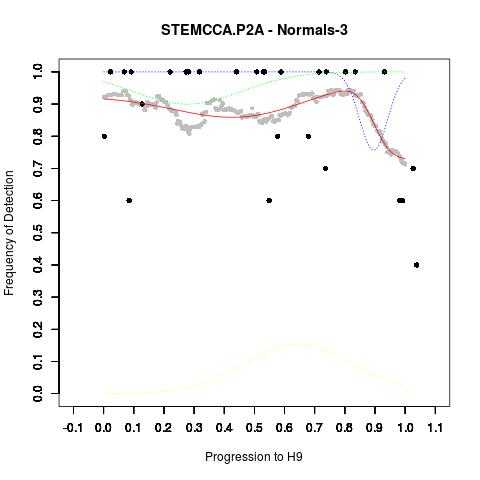 STEMCCA.P2A - Normals-3
Frequency of Detection
1.0
0.9
0.8
0.7
0.6
0.5
0.4
0.3
0.2
0.1
0.0
-0.1 0.0 0.1 0.2 0.3 0.4 0.5 0.6 0.7 0.8 0.9 1.0 1.1
Progression to H9